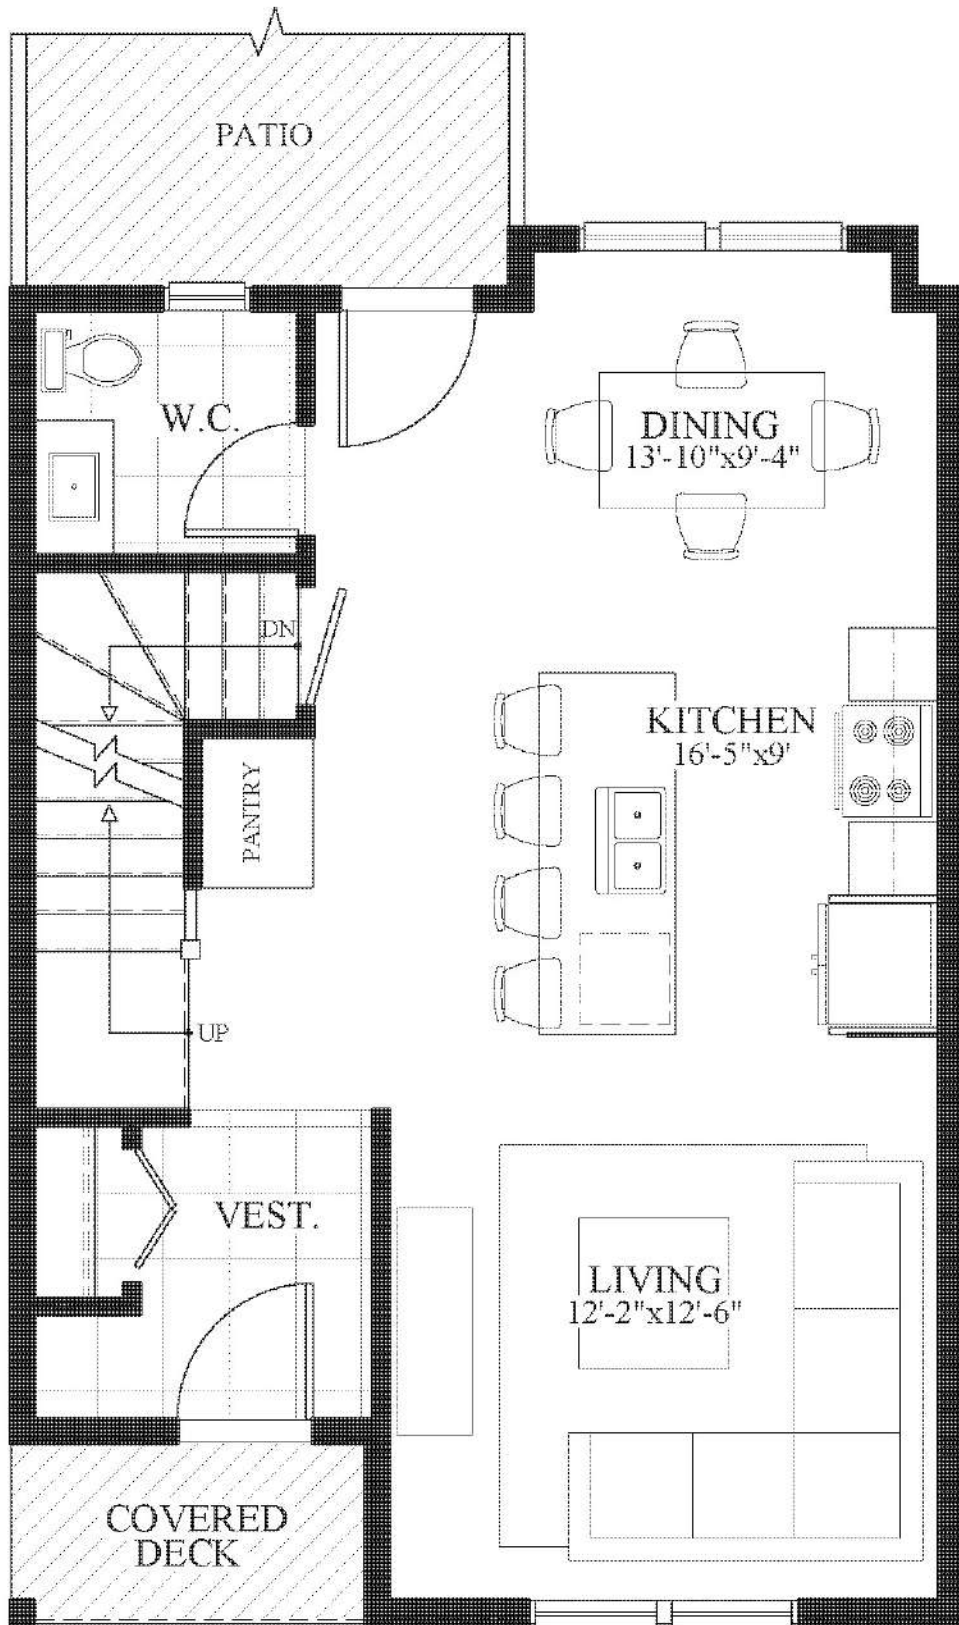 PATIO
W.C.
DINING
13'-10"x9'-4"
DN
KITCHEN
16'-5"x9'
PANTRY
UP
VEST.
LIVING
12'-2"x12'-6"
COVERED
DECK